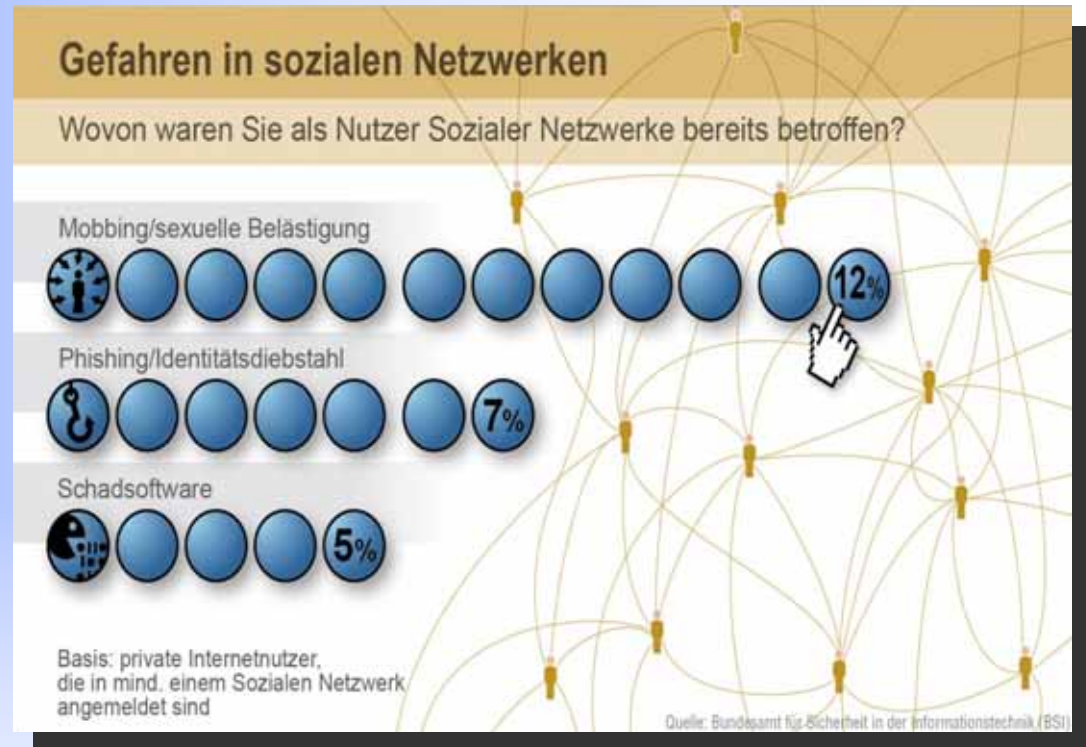 Gefahren in sozialen Netzwerken
Wovon waren Sie als Nutzer Sozialer Netzwerke bereits betroffen?
Mobbing/sexuelle Belästigung
12%
Phishing/Identitätsdiebstahl
7%
Schadsoftware
5%
Basis: private Internetnutzer,
die in mind. einem Sozialen Netzwerk
angemeldet sind
Quelle: Bundesamt für Sicherheit in der Informationstechnik (BSI)